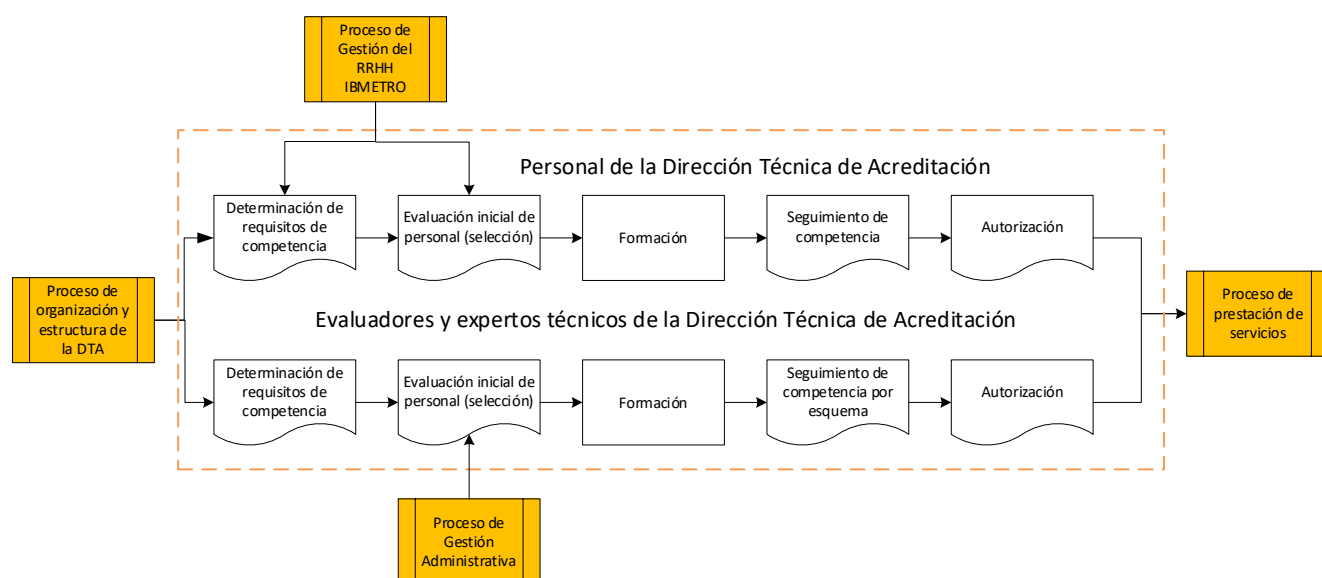 Proceso de
Gestión del
RRHH
IBMETRO
Personal de la Dirección Técnica de Acreditación
Determinación de
requisitos de
competencia
Evaluación inicial de
personal (selección)
Formación
Seguimiento de
competencia
Autorización
Proceso de
organización y
estructura de
la DTA
Proceso de
prestación de
servicios
Evaluadores y expertos técnicos de la Dirección Técnica de Acreditación
Determinación de
requisitos de
competencia
Evaluación inicial de
personal (selección)
Formación
Seguimiento de
competencia por
esquema
Autorización
Proceso de
Gestión
Administrativa